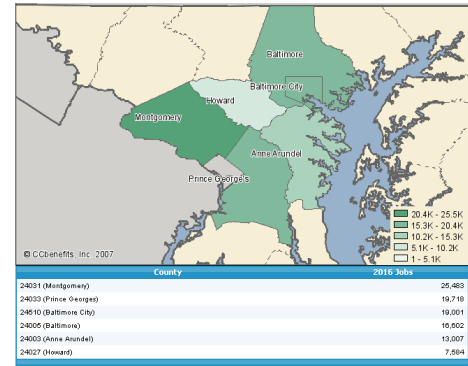 Baltimore
Baltimore City
Howard
Montgomery
Anne Arundel
Prince George's
20.4K - 25.5K
15.3K - 20.4K
10.2K - 15.3K
5.1K - 10.2K
1 - 5.1K
© CCbenefits, Inc. 2007
County 2016 Jobs
24031 (Montgomery) 25,483
24033 (Prince Georges) 19,718
24510 (Baltimore City) 19,001
24005 (Baltimore) 16,602
24003 (Anne Arundel) 13,007
24027 (Howard) 7,584